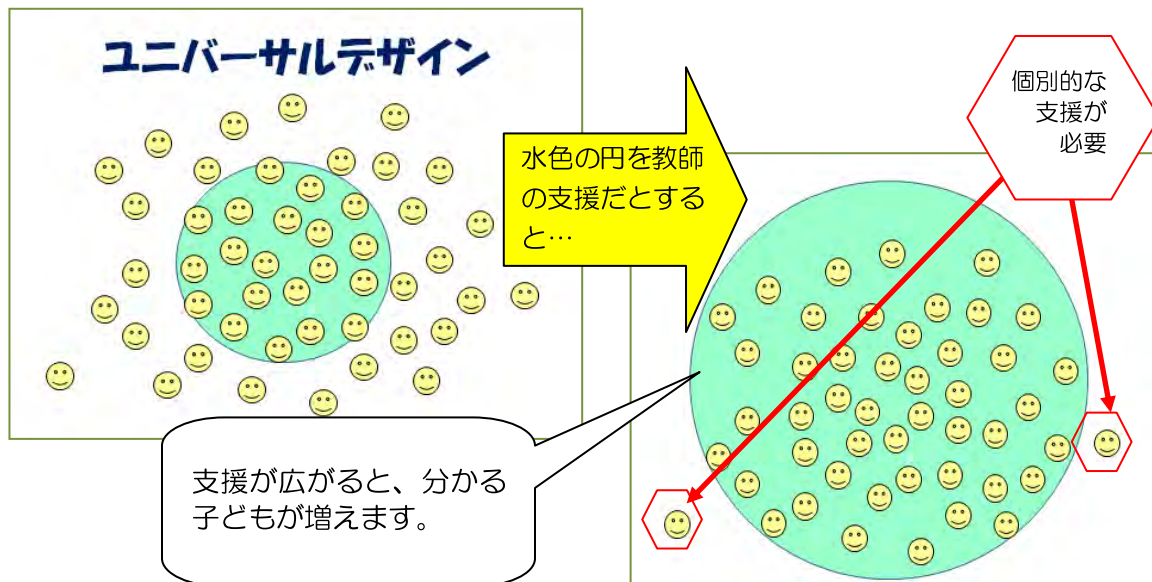 ユニバーサルデザイン
水色の円を教師
の支援だとする
と…
個別的な
支援が
必要
支援が広がると、分かる
子どもが増えます。